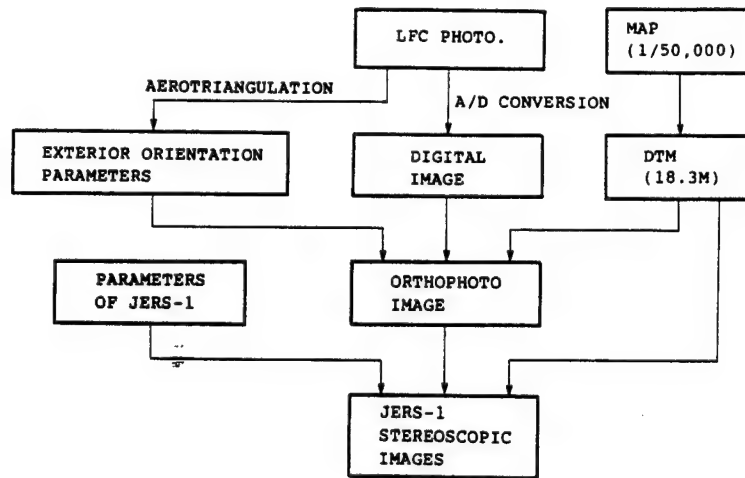 LFC PHOTO.
MAP
(1/50,000)
AEROTRIANGULATION
A/D CONVERSION
EXTERIOR ORIENTATION
PARAMETERS
DIGITAL
IMAGE
DTM
(18.3M)
PARAMETERS
OF JERS-1
ORTHOPHOTO
IMAGE
JERS-1
STEREOSCOPIC
IMAGES